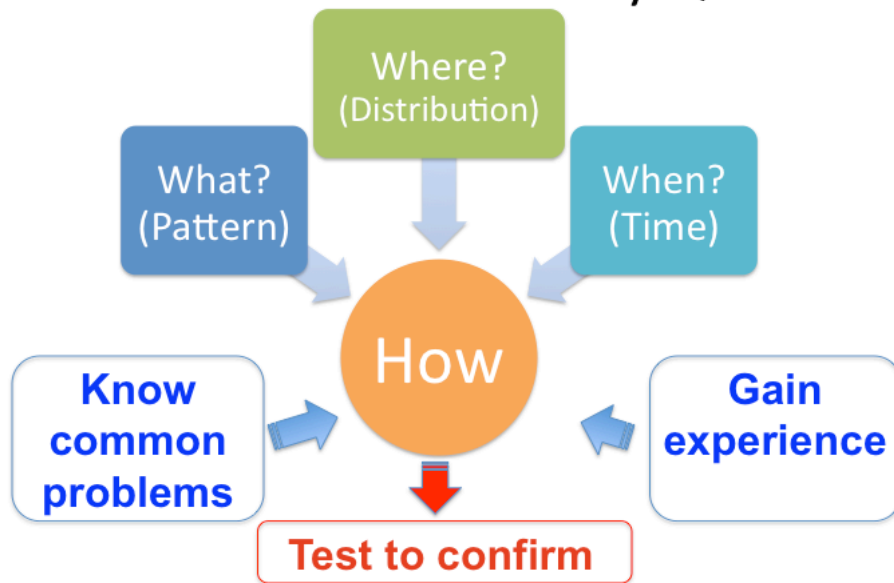 Where?
(Distribution)
What?
(Pattern)
When?
(Time)
How
Know
common
problems
Gain
experience
Test to confirm